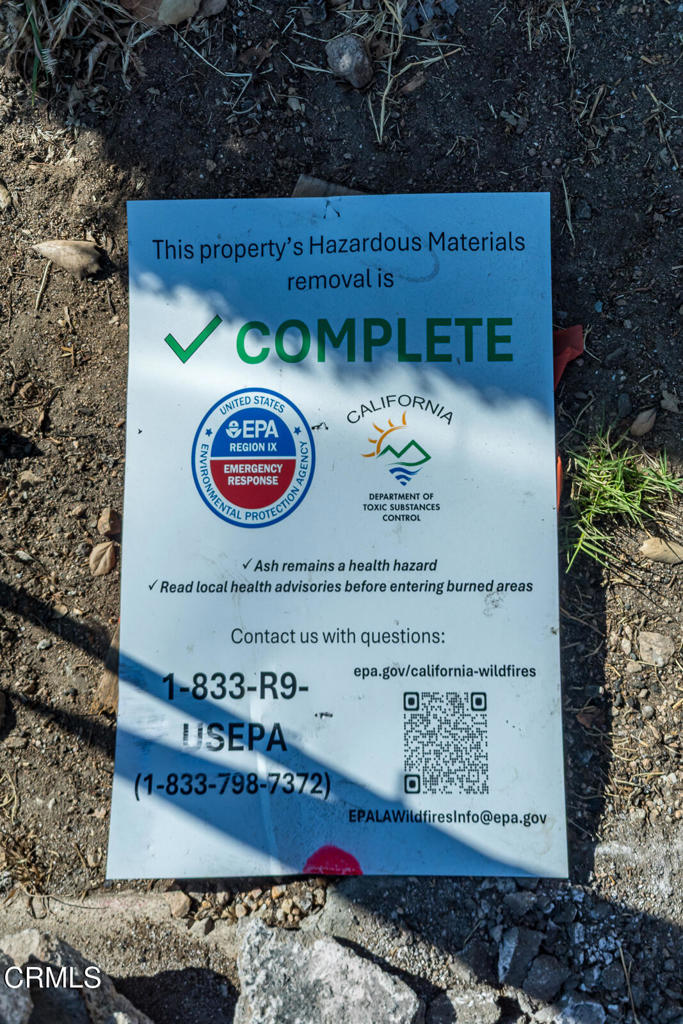 This property's Hazardous Materials
removal is
✓ COMPLETE
UNITED STATES
EPA
REGION IX
EMERGENCY
RESPONSE
ENVIRONMENTAL PROTECTION AGENCY
CALIFORNIA
DEPARTMENT OF
TOXIC SUBSTANCES
CONTROL
✓ Ash remains a health hazard
✓ Read local health advisories before entering burned areas
Contact us with questions:
1-833-R9-
USEPA
(1-833-798-7372)
epa.gov/california-wildfires
EPALAWildfiresInfo@epa.gov
CRMLS